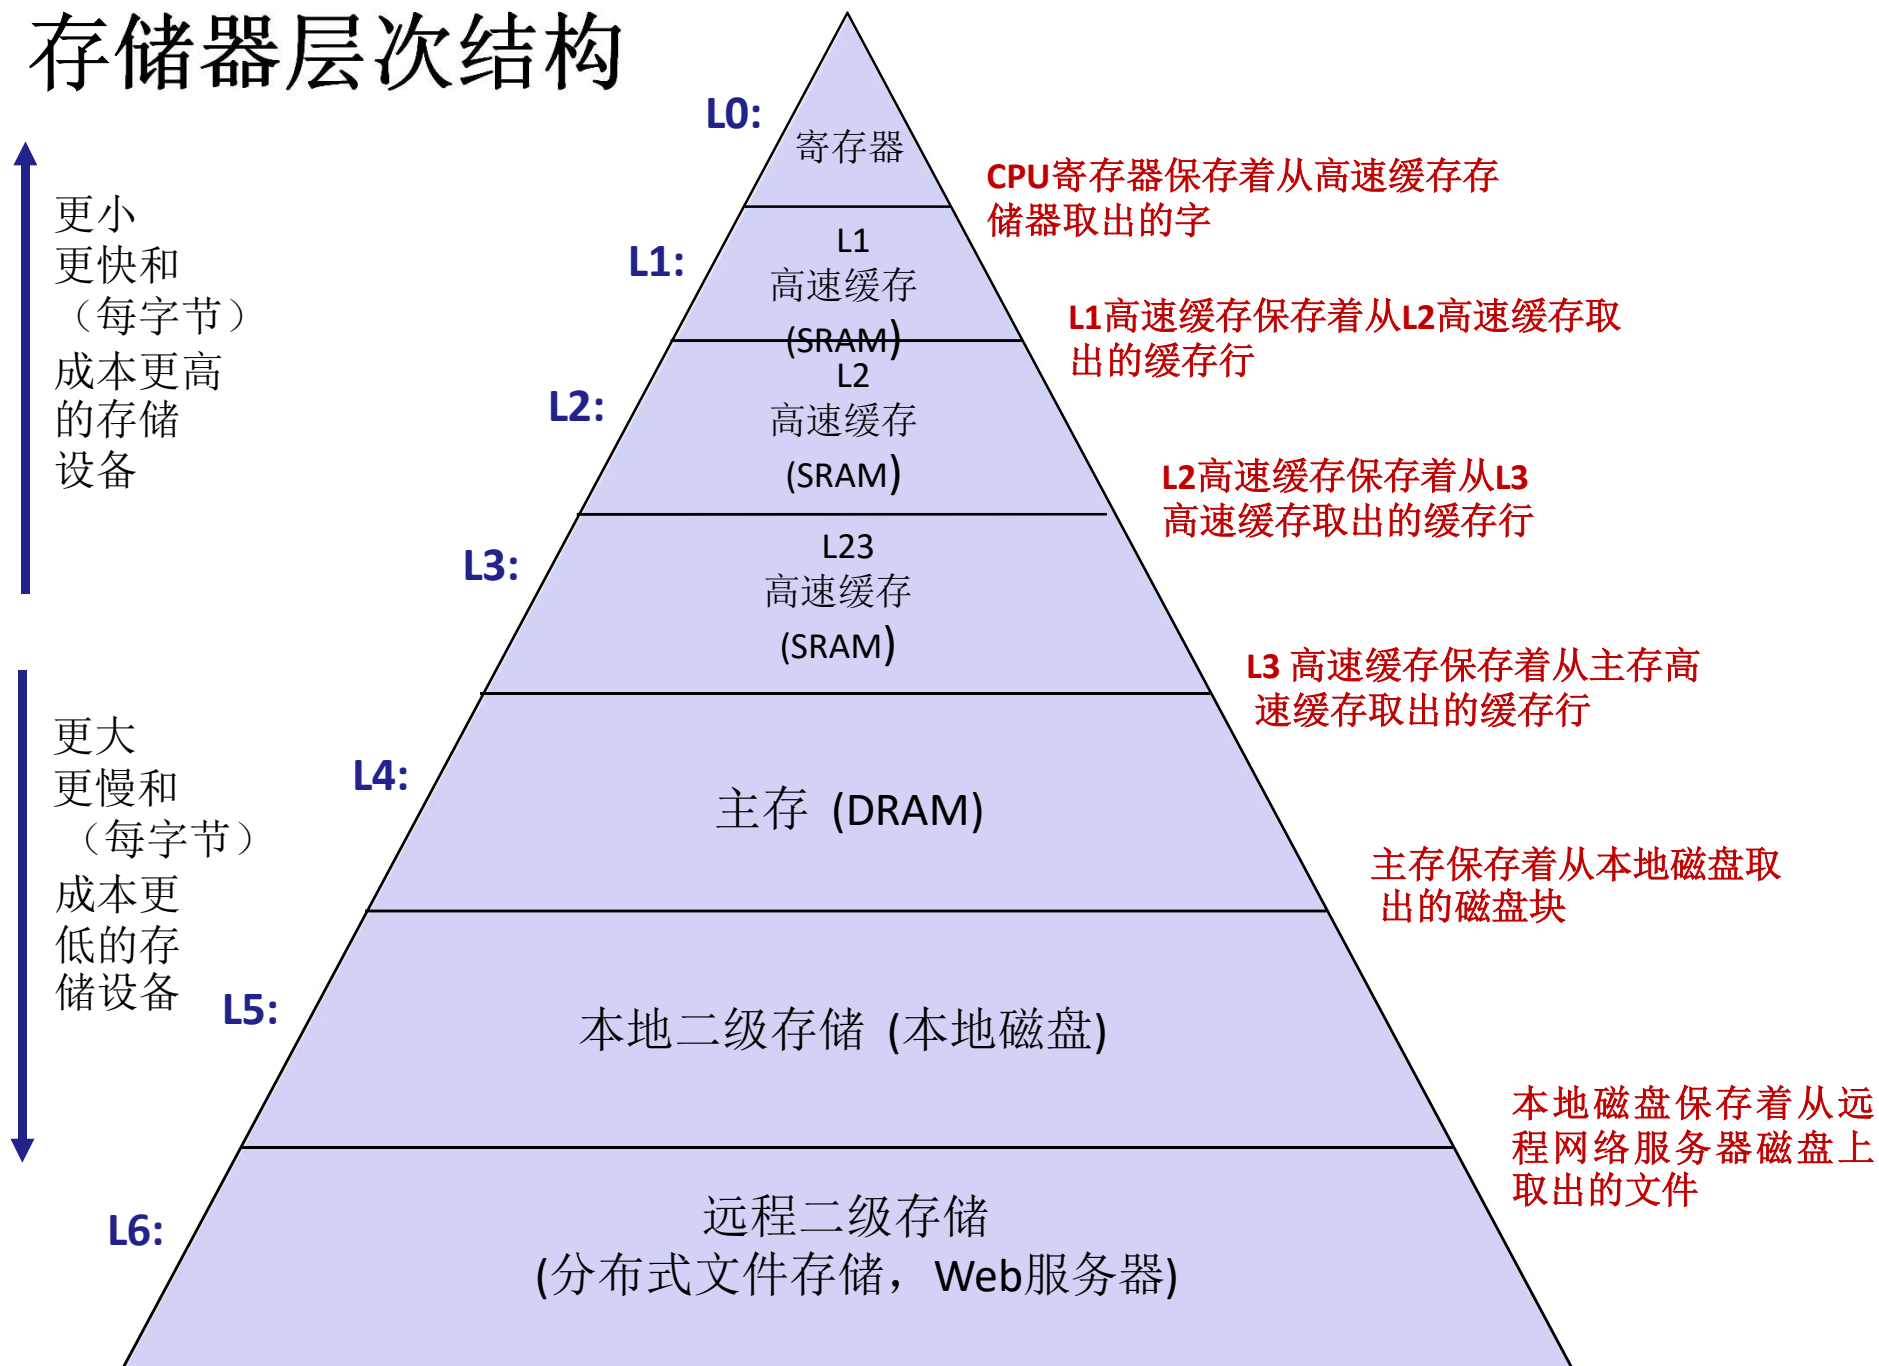 存储器层次结构
L0:
寄存器
CPU寄存器保存着从高速缓存存
储器取出的字
更小
更快和
（每字节）
成本更高
的存储
设备
L1:
L1
高速缓存
(SRAM)
L1高速缓存保存着从L2高速缓存取
出的缓存行
L2:
L2
高速缓存
(SRAM)
L2高速缓存保存着从L3
高速缓存取出的缓存行
L3:
L23
高速缓存
(SRAM)
L3 高速缓存保存着从主存高
速缓存取出的缓存行
更大
更慢和
（每字节）
成本更
低的存
储设备
L4:
主存 (DRAM)
主存保存着从本地磁盘取
出的磁盘块
L5:
本地二级存储 (本地磁盘)
本地磁盘保存着从远
程网络服务器磁盘上
取出的文件
L6:
远程二级存储
(分布式文件存储，Web服务器)